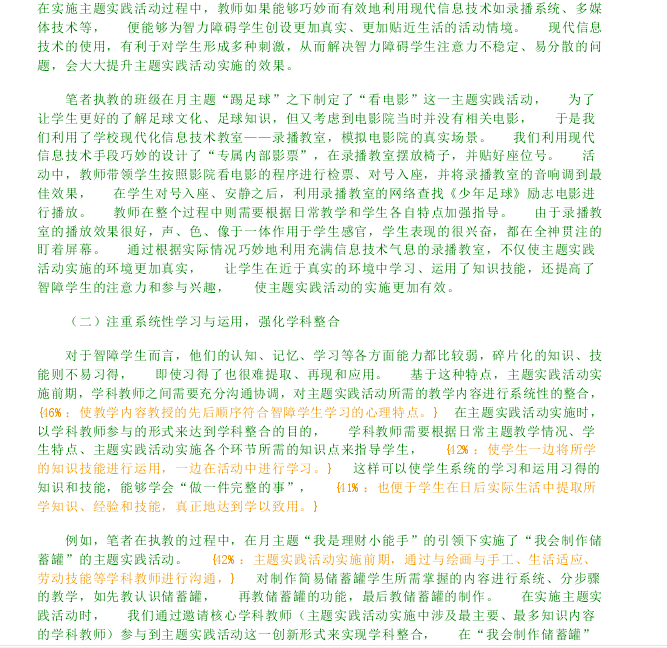 在实施主题实践活动过程中，教师如果能够巧妙而有效地利用现代信息技术如录播系统、多媒
体技术等， 便能够为智力障碍学生创设更加真实、更加贴近生活的活动情境。 现代信息
技术的使用，有利于对学生形成多种刺激，从而解决智力障碍学生注意力不稳定、易分散的问
题，会大大提升主题实践活动实施的效果。
笔者执教的班级在月主题“踢足球”之下制定了“看电影”这一主题实践活动， 为了
让学生更好的了解足球文化、足球知识，但又考虑到电影院当时并没有相关电影， 于是我
们利用了学校现代化信息技术教室——录播教室，模拟电影院的真实场景。 我们利用现代
信息技术手段巧妙的设计了“专属内部影票”，在录播教室摆放椅子，并贴好座位号。 活
动中，教师带领学生按照影院看电影的程序进行检票、对号入座，并将录播教室的音响调到最
佳效果， 在学生对号入座、安静之后，利用录播教室的网络查找《少年足球》励志电影进
行播放。 教师在整个过程中则需要根据日常教学和学生各自特点加强指导。 由于录播教
室的播放效果很好，声、色、像于一体作用于学生感官，学生表现的很兴奋，都在全神贯注的
盯着屏幕。 通过根据实际情况巧妙地利用充满信息技术气息的录播教室，不仅使主题实践
活动实施的环境更加真实， 让学生在近于真实的环境中学习、运用了知识技能，还提高了
智障学生的注意力和参与兴趣， 使主题实践活动的实施更加有效。
（二）注重系统性学习与运用，强化学科整合
对于智障学生而言，他们的认知、记忆、学习等各方面能力都比较弱，碎片化的知识、技
能则不易习得， 即使习得了也很难提取、再现和应用。 基于这种特点，主题实践活动实
施前期，学科教师之间需要充分沟通协调，对主题实践活动所需的教学内容进行系统性的整合，
{46%：使教学内容教授的先后顺序符合智障学生学习的心理特点。} 在主题实践活动实施时，
以学科教师参与的形式来达到学科整合的目的， 学科教师需要根据日常主题教学情况、学
生特点、主题实践活动实施各个环节所需的知识点来指导学生， {42%：使学生一边将所学
的知识技能进行运用，一边在活动中进行学习。} 这样可以使学生系统的学习和运用习得的
知识和技能，能够学会“做一件完整的事”， {41%：也便于学生在日后实际生活中提取所
学知识、经验和技能，真正地达到学以致用。}
例如，笔者在执教的过程中，在月主题“我是理财小能手”的引领下实施了“我会制作储
蓄罐”的主题实践活动。 {42%：主题实践活动实施前期，通过与绘画与手工、生活适应、
劳动技能等学科教师进行沟通，} 对制作简易储蓄罐学生所需掌握的内容进行系统、分步骤
的教学，如先教认识储蓄罐， 再教储蓄罐的功能，最后教储蓄罐的制作。 在实施主题实
践活动时， 我们通过邀请核心学科教师（主题实践活动实施中涉及最主要、最多知识内容
的学科教师）参与到主题实践活动这一创新形式来实现学科整合， 在“我会制作储蓄罐”